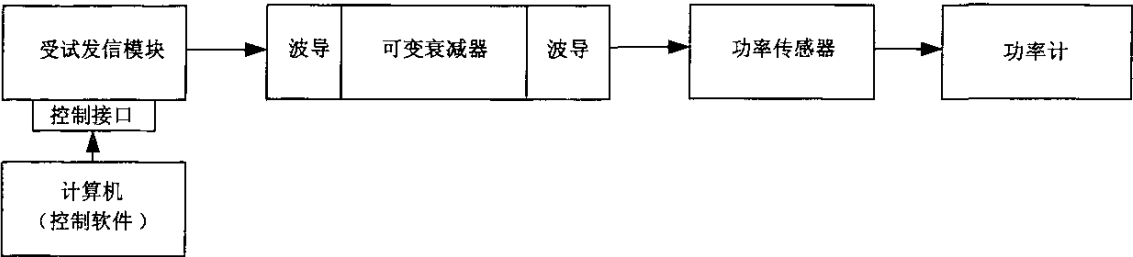 受试发信模块
波导
可变衰减器
波导
功率传感器
功率计
控制接口
计算机
（控制软件）